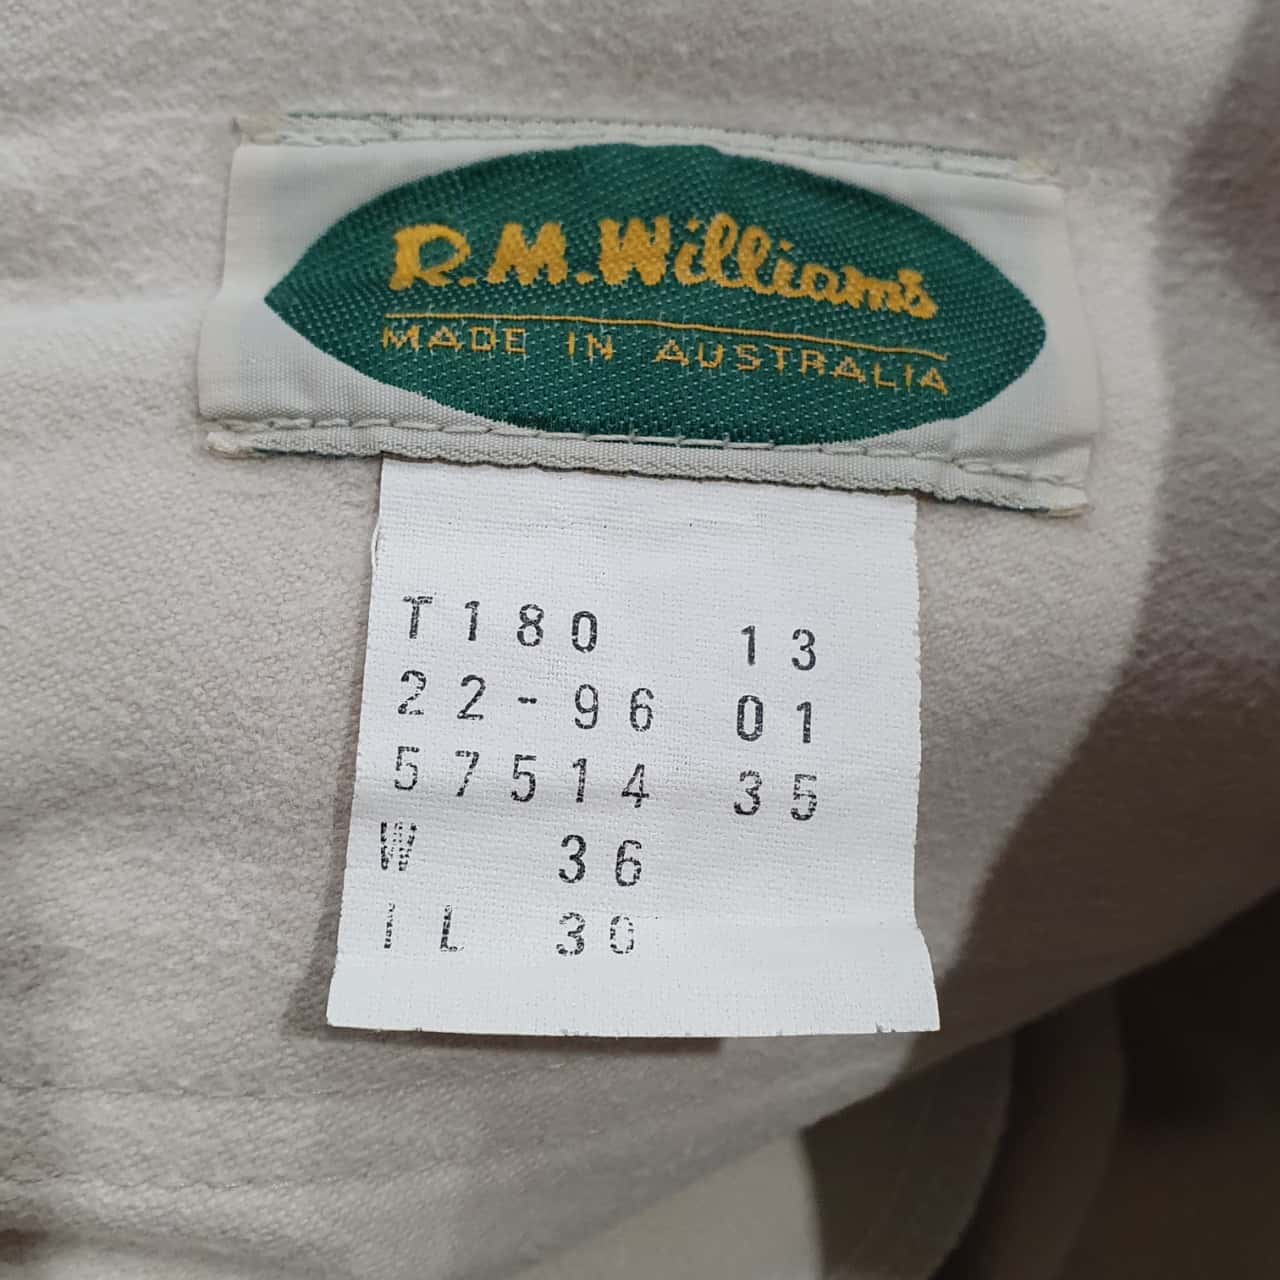 R.M.Williams
MADE IN AUSTRALIA
T180 13
22-96 01
57514 35
W 36
IL 30